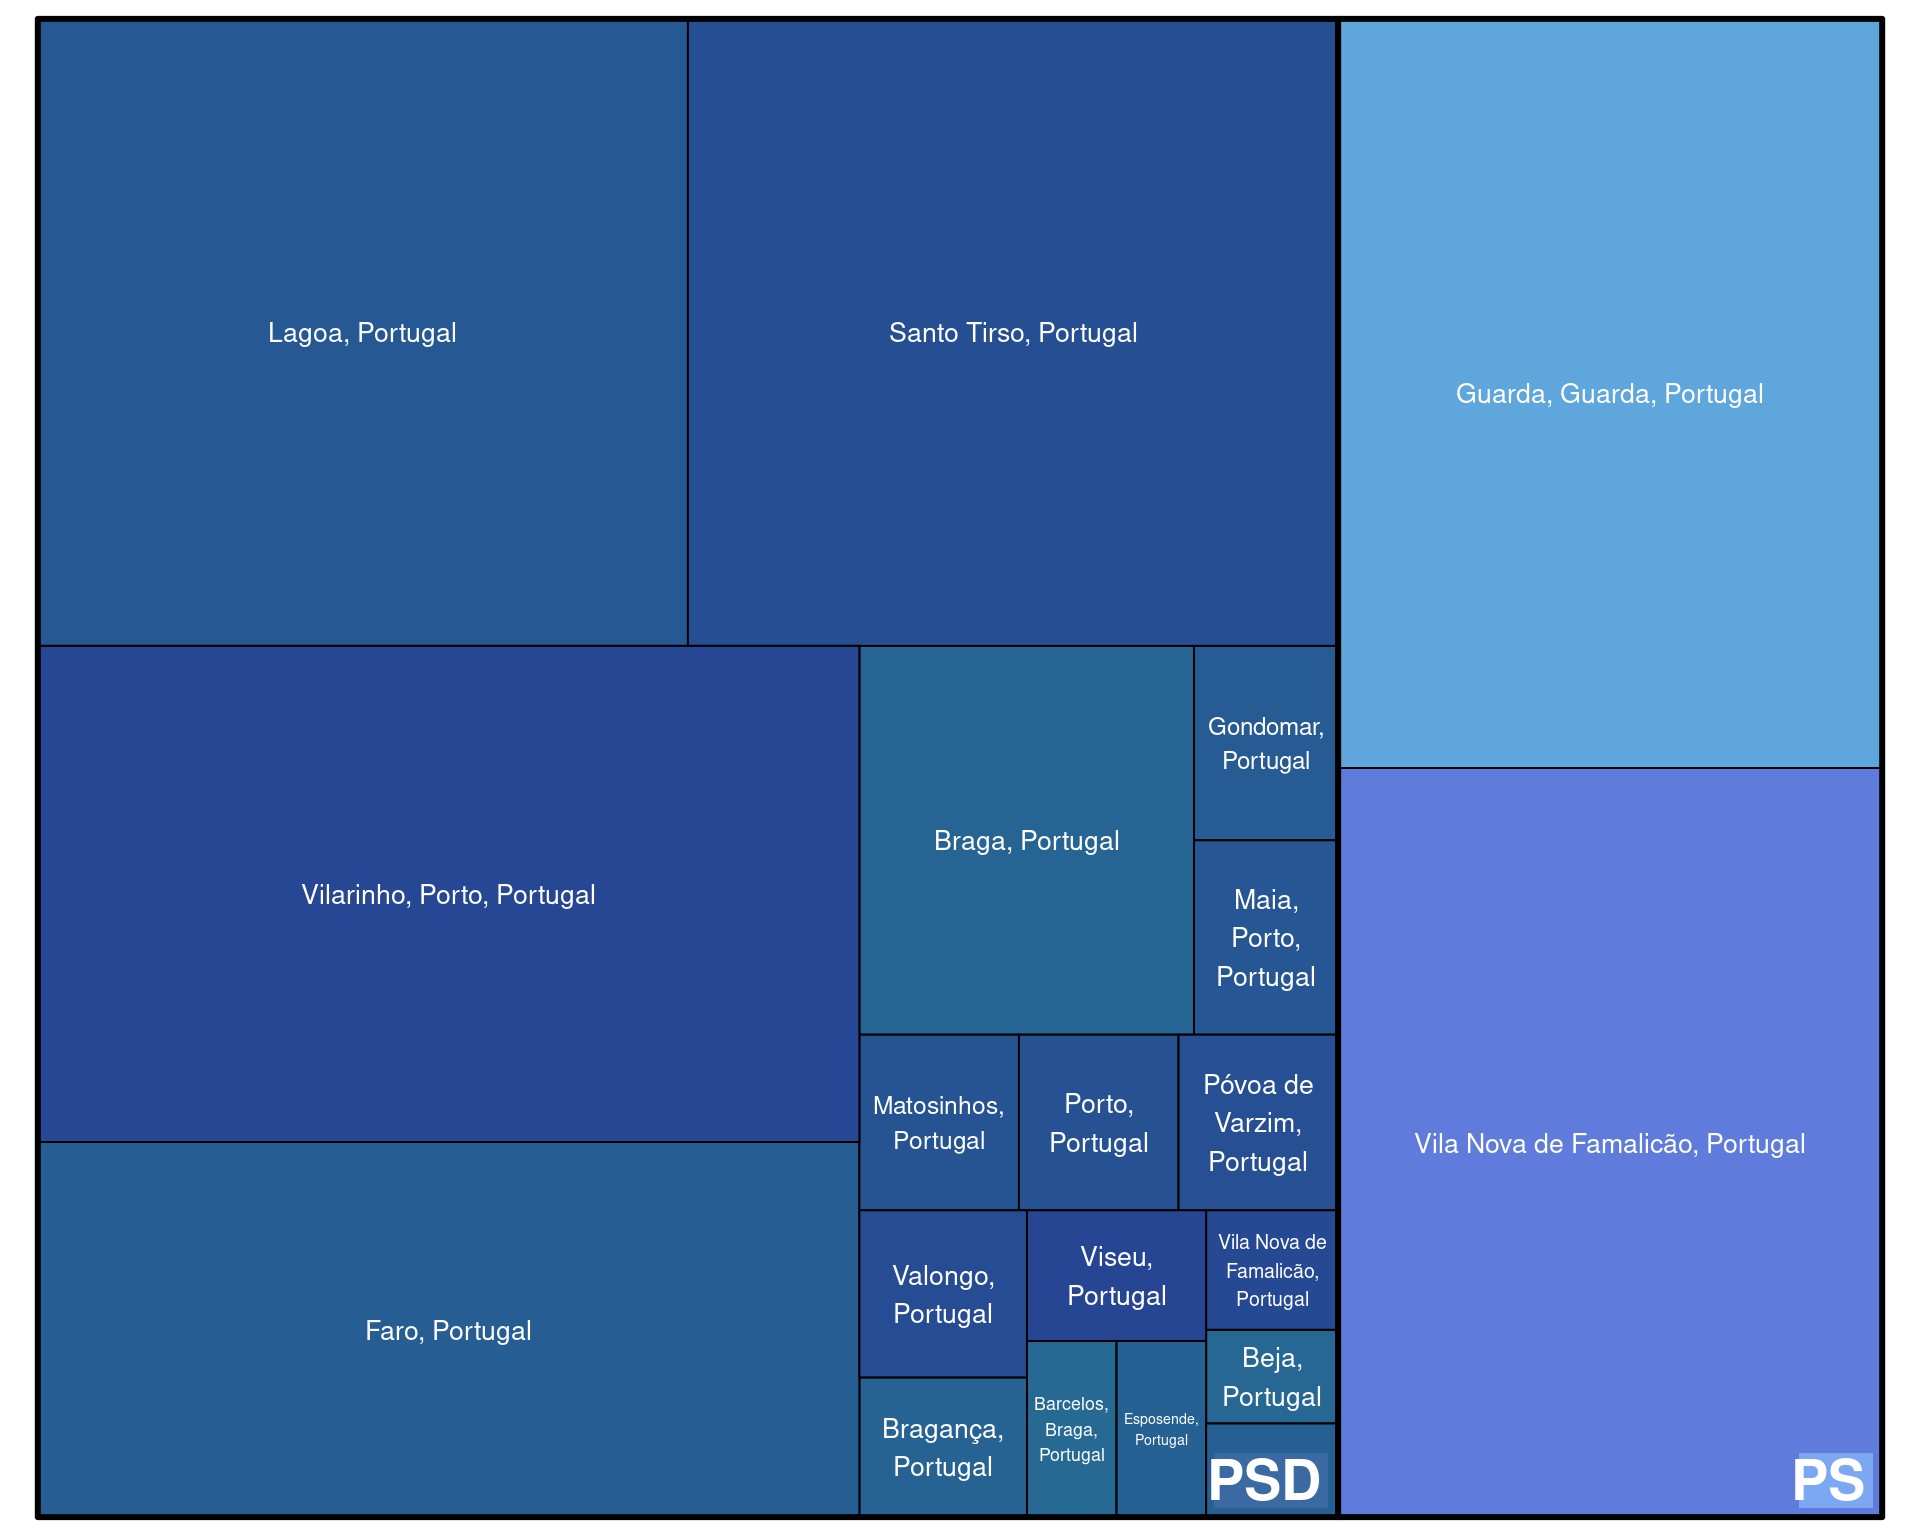 Lagoa, Portugal
Santo Tirso, Portugal
Guarda, Guarda, Portugal
Vilarinho, Porto, Portugal
Braga, Portugal
Gondomar,
Portugal
Maia,
Porto,
Portugal
Matosinhos,
Portugal
Porto,
Portugal
Póvoa de
Varzim,
Portugal
Vila Nova de Famalicão, Portugal
Faro, Portugal
Valongo,
Portugal
Viseu,
Portugal
Vila Nova de
Famalicão,
Portugal
Beja,
Portugal
Bragança,
Portugal
Barcelos,
Braga,
Portugal
Esposende,
Portugal
PSD
PS